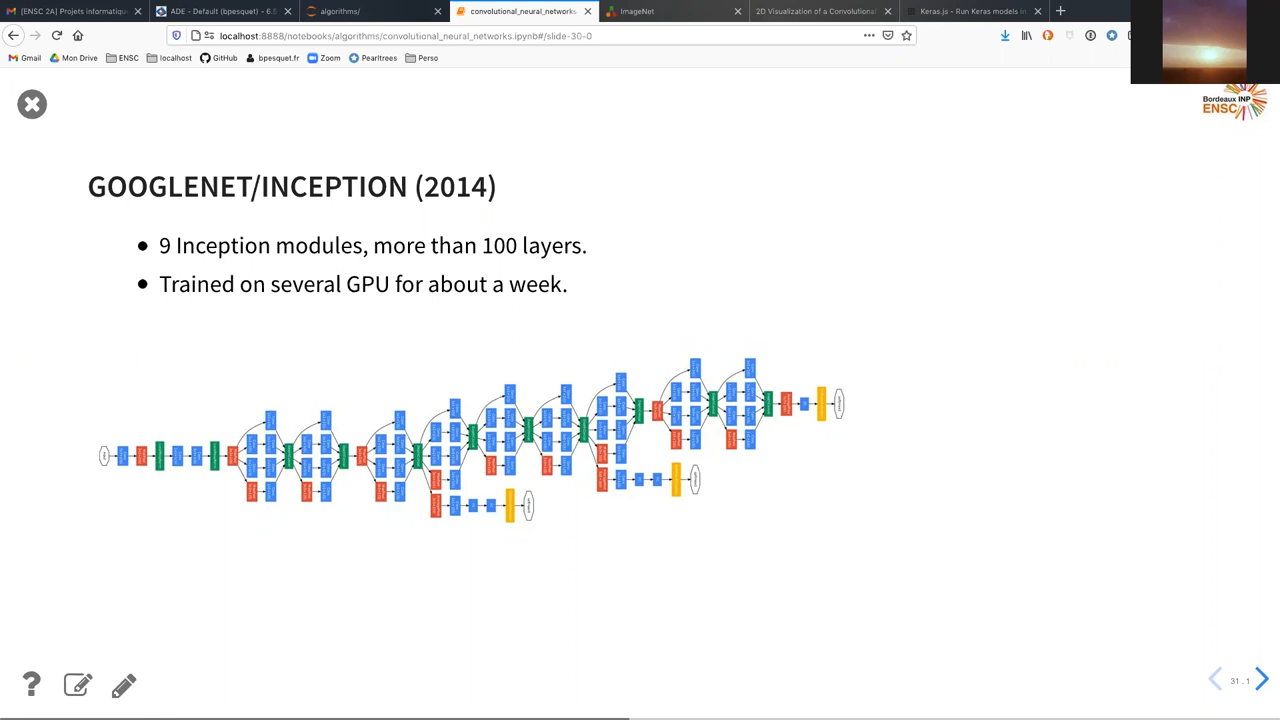 [ENSC 2A] Projets informatiqu
ADE - Default (bpesquet) - 6.5
algorithms/
convolutional_neural_networks
ImageNet
2D Visualization of a Convolutional
Keras.js - Run Keras models in
localhost:8888/notebooks/algorithms/convolutional_neural_networks.ipynb#/slide-30-0
Gmail
Mon Drive
ENSC
localhost
GitHub
bpesquet.fr
Zoom
Pearltrees
Perso
Bordeaux INP
ENSC
GOOGLENET/INCEPTION (2014)
• 9 Inception modules, more than 100 layers.
• Trained on several GPU for about a week.
31.1